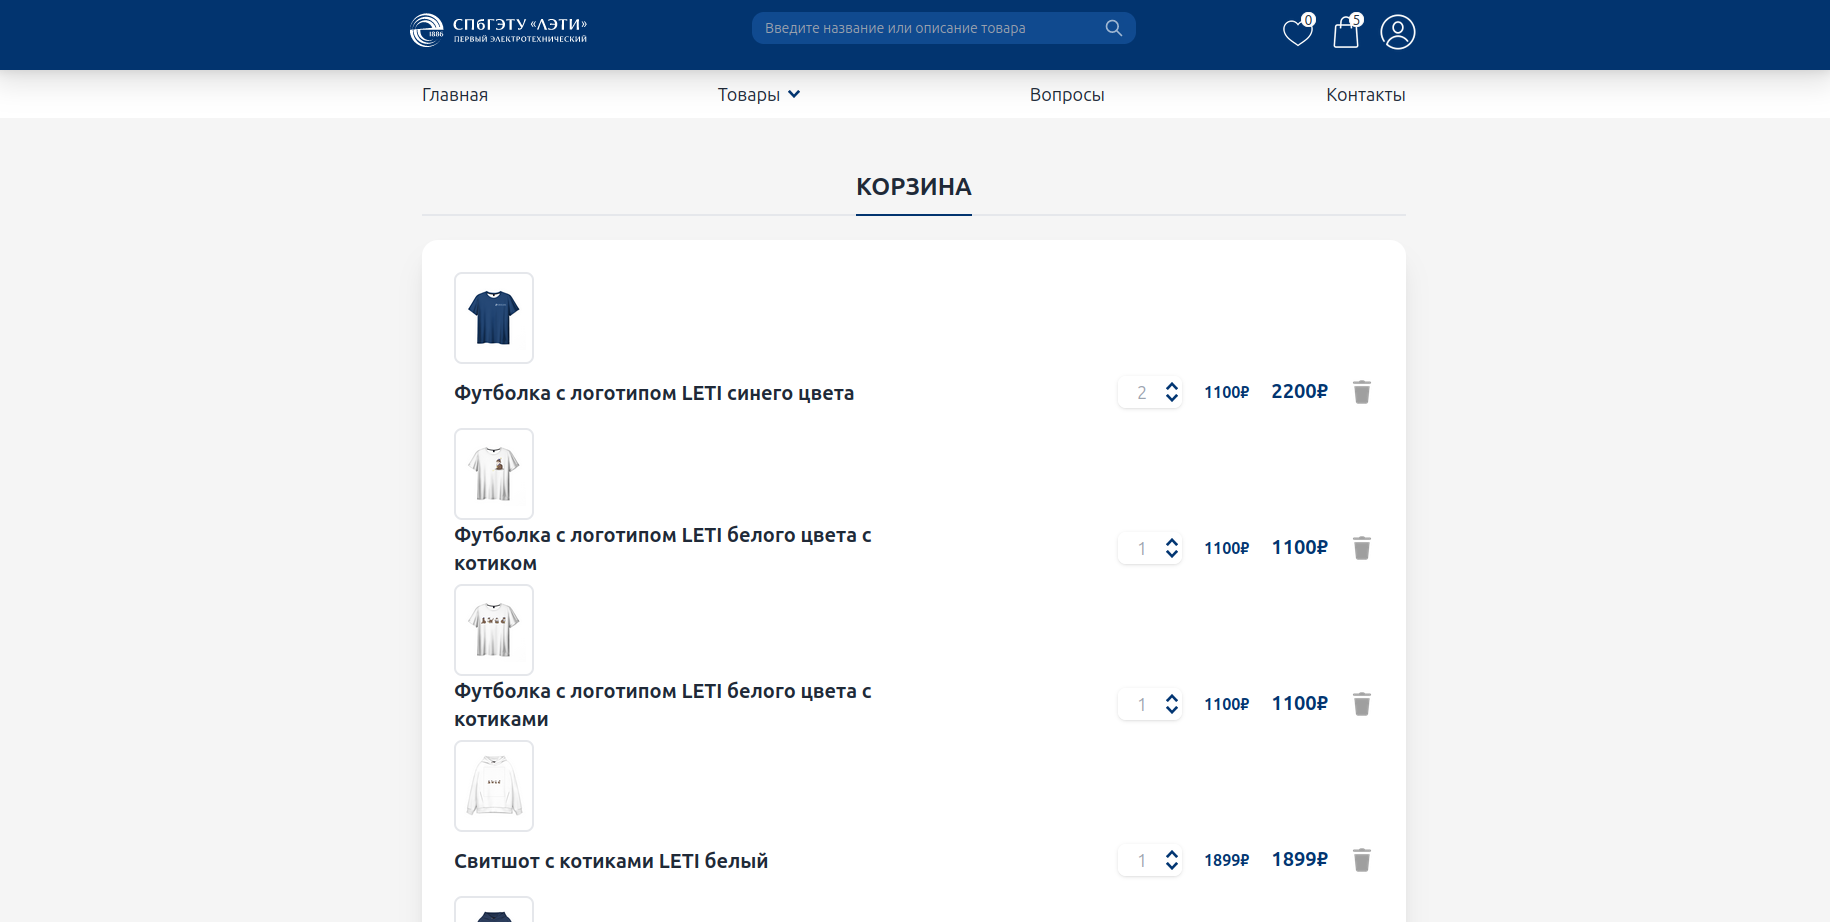 СПбГЭТУ «ЛЭТИ»
ПЕРВЫЙ ЭЛЕКТРОТЕХНИЧЕСКИЙ
1886
Введите название или описание товара
0
5
Главная
Товары
Вопросы
Контакты
КОРЗИНА
Футболка с логотипом LETI синего цвета
2
1100₽
2200₽
Футболка с логотипом LETI белого цвета с
котиком
1
1100₽
1100₽
Футболка с логотипом LETI белого цвета с
котиками
1
1100₽
1100₽
Свитшот с котиками LETI белый
1
1899₽
1899₽